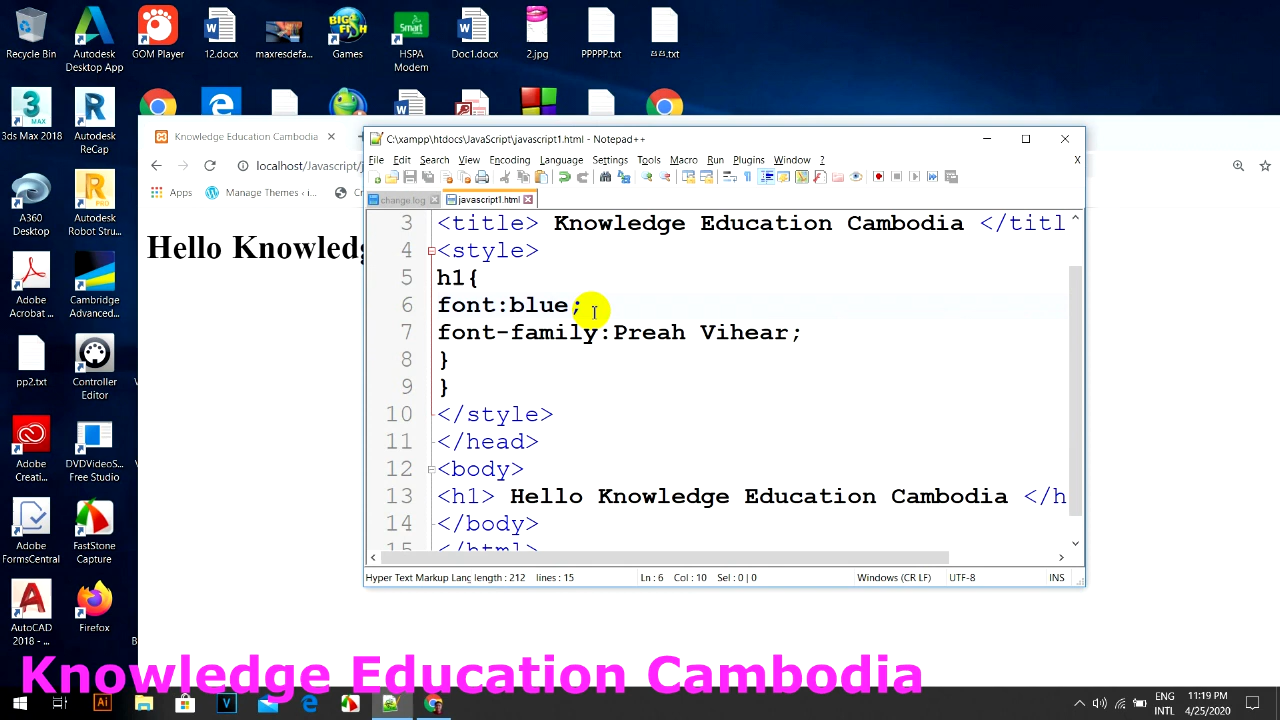 Recycle Bin
Autodesk Desktop App
GOM Player
12.docx
maxresdefa...
Games
HSPA Modem
Doc1.docx
2.jpg
PPPPP.txt
3ds Max 2018
Autodesk ReCap
A360 Desktop
Autodesk Robot Stru...
Adobe Acrobat ...
Cambridge Advanced...
pp2.txt
Controller Editor
Adobe Creati...
DVDVideoS... Free Studio
Adobe FormsCentral
FastStone Capture
AutoCAD 2018 - ...
Firefox
Knowledge Education Cambodia
localhost/Javascript/j
Apps
Manage Themes ‹ i...
Hello Knowledg
C:\xampp\htdocs\JavaScript\javascript1.html - Notepad++
File Edit Search View Encoding Language Settings Tools Macro Run Plugins Window ?
X
change.log
javascript1.html
3 <title> Knowledge Education Cambodia </titl
4 <style>
5 h1{
6 font:blue;
7 font-family:Preah Vihear;
8 }
9 }
10 </style>
11 </head>
12 <body>
13 <h1> Hello Knowledge Education Cambodia </h
14 </body>
15 </html>
Hyper Text Markup Lang length : 212 lines : 15 Ln : 6 Col : 10 Sel : 0 | 0 Windows (CR LF) UTF-8 INS
Knowledge Education Cambodia
ENG
INTL
11:19 PM
4/25/2020